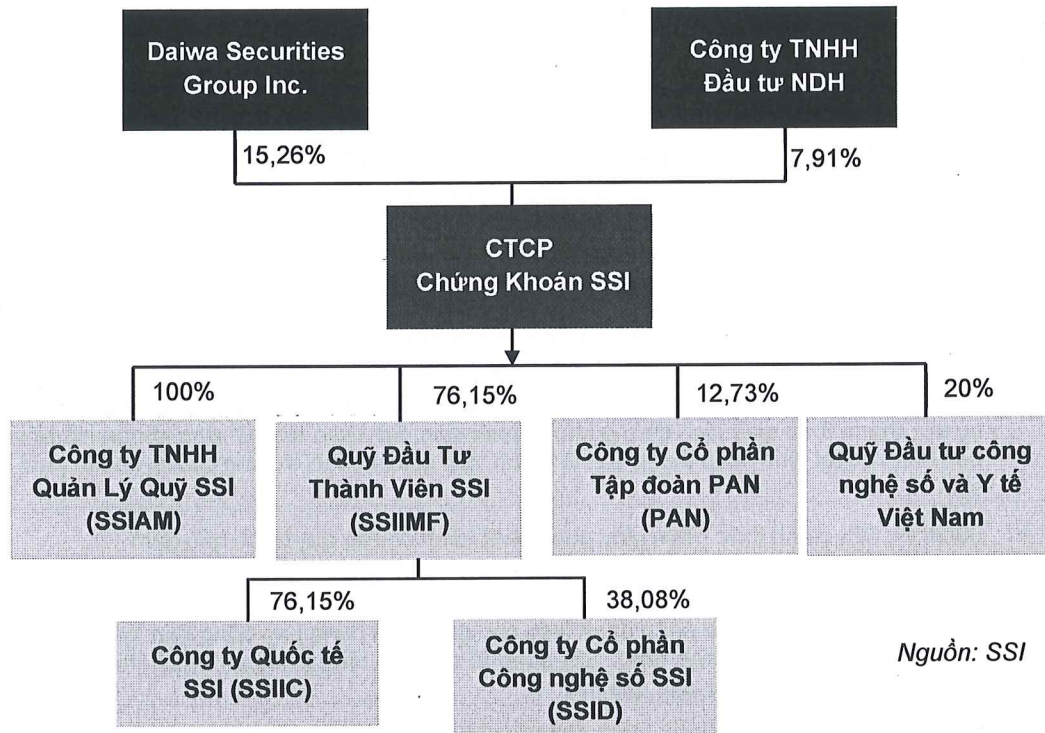 Daiwa Securities
Group Inc.
Công ty TNHH
Đầu tư NDH
15,26%
7,91%
CTCP
Chứng Khoán SSI
100%
76,15%
12,73%
20%
Công ty TNHH
Quản Lý Quỹ SSI
(SSIAM)
Quỹ Đầu Tư
Thành Viên SSI
(SSIIMF)
Công ty Cổ phần
Tập đoàn PAN
(PAN)
Quỹ Đầu tư công
nghệ số và Y tế
Việt Nam
76,15%
38,08%
Công ty Quốc tế
SSI (SSIIC)
Công ty Cổ phần
Công nghệ số SSI
(SSID)
Nguồn: SSI